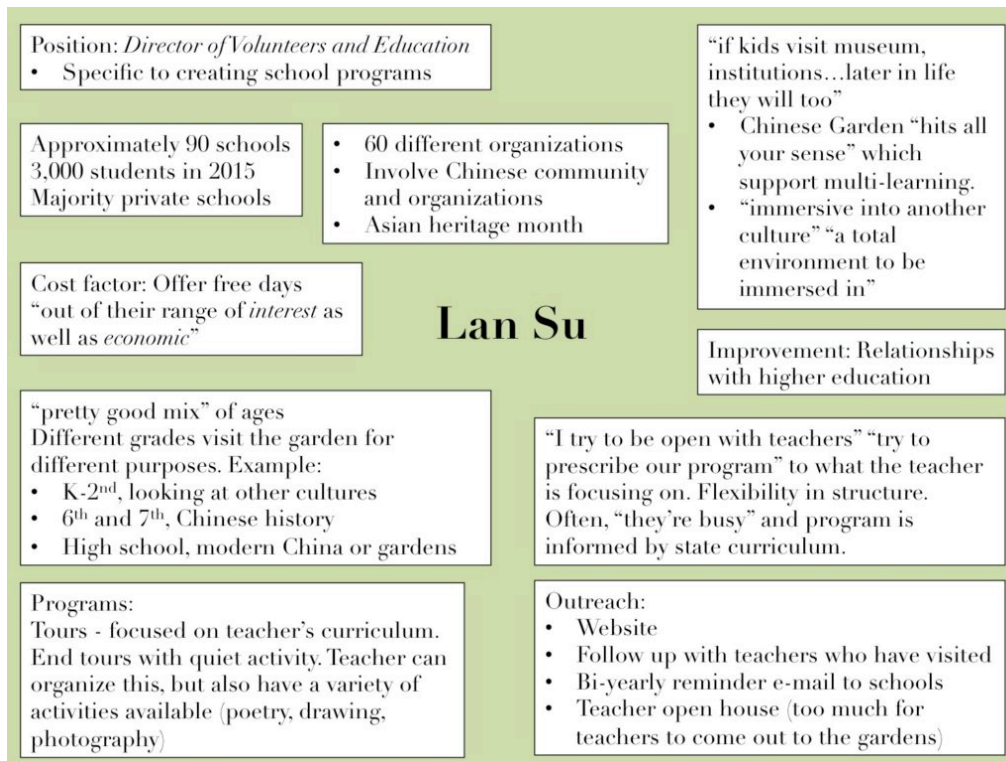 Position: Director of Volunteers and Education
• Specific to creating school programs
Approximately 90 schools
3,000 students in 2015
Majority private schools
• 60 different organizations
• Involve Chinese community
and organizations
• Asian heritage month
“if kids visit museum,
institutions…later in life
they will too”
• Chinese Garden “hits all
your sense” which
support multi-learning.
• “immersive into another
culture” “a total
environment to be
immersed in”
Cost factor: Offer free days
“out of their range of interest as
well as economic”
Lan Su
Improvement: Relationships
with higher education
“pretty good mix” of ages
Different grades visit the garden for
different purposes. Example:
• K-2nd, looking at other cultures
• 6th and 7th, Chinese history
• High school, modern China or gardens
“I try to be open with teachers” “try to
prescribe our program” to what the teacher
is focusing on. Flexibility in structure.
Often, “they’re busy” and program is
informed by state curriculum.
Programs:
Tours - focused on teacher’s curriculum.
End tours with quiet activity. Teacher can
organize this, but also have a variety of
activities available (poetry, drawing,
photography)
Outreach:
• Website
• Follow up with teachers who have visited
• Bi-yearly reminder e-mail to schools
• Teacher open house (too much for
teachers to come out to the gardens)